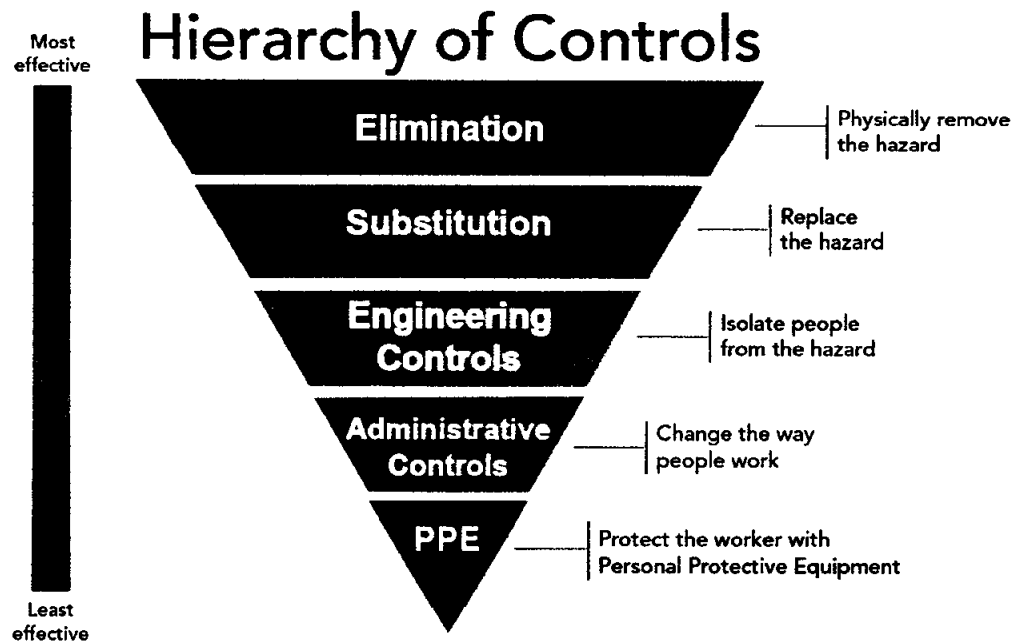 Hierarchy of Controls
Most
effective
Elimination
Physically remove
the hazard
Substitution
Replace
the hazard
Engineering
Controls
Isolate people
from the hazard
Administrative
Controls
Change the way
people work
PPE
Protect the worker with
Personal Protective Equipment
Least
effective